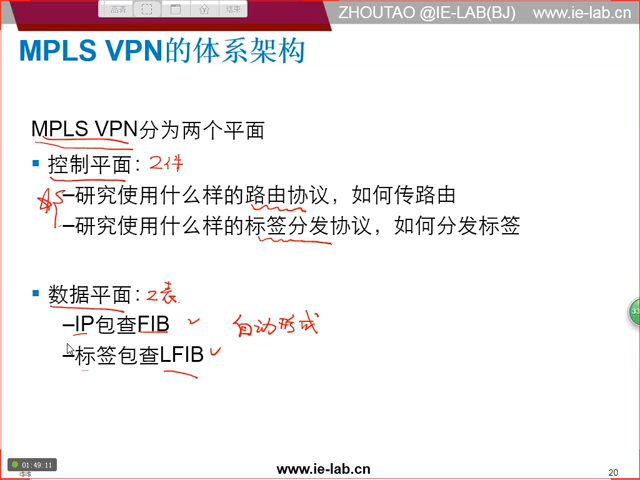 品青 结束
ZHOUTAO @IE-LAB(BJ) www.ie-lab.cn
MPLS VPN的体系架构
MPLS VPN分为两个平面
▪ 控制平面：2件
–研究使用什么样的路由协议，如何传路由
–研究使用什么样的标签分发协议，如何分发标签
▪ 数据平面：2表
–IP包查FIB ✓ 自动形成
–标签包查LFIB ✓
01:49:11
www.ie-lab.cn
20